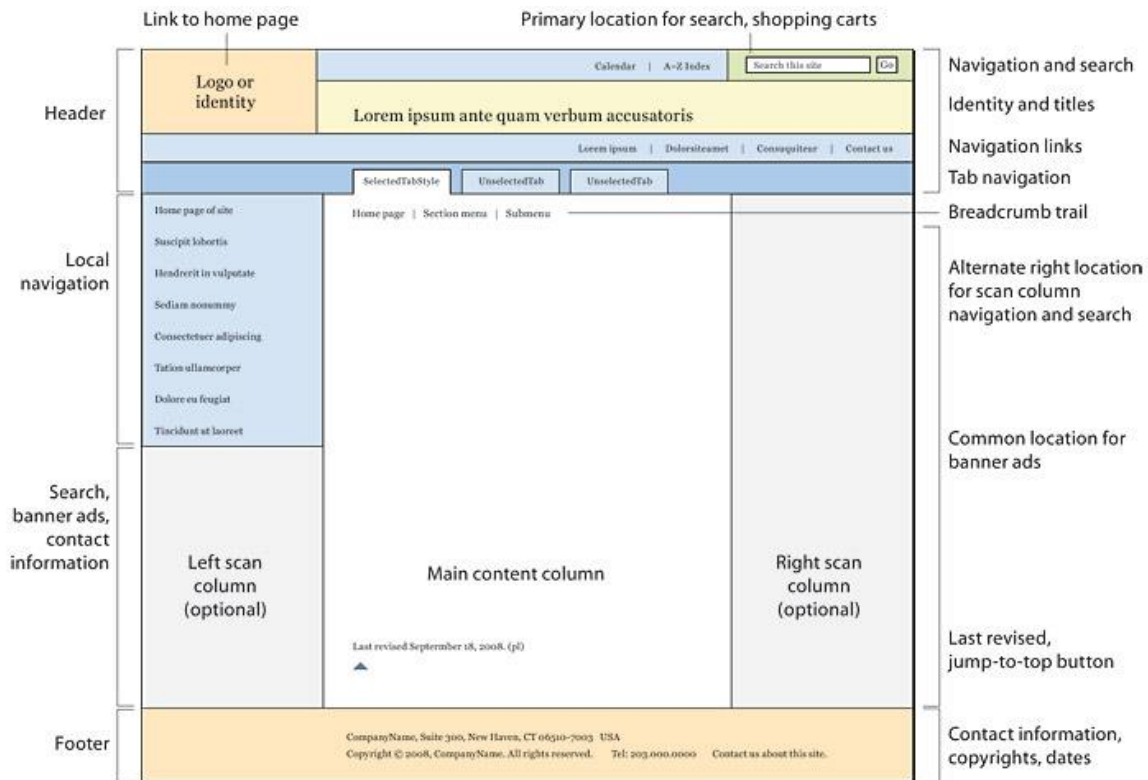 Link to home page
Primary location for search, shopping carts
Header
Logo or
identity
Calendar | A–Z Index
Search this site
Go
Navigation and search
Identity and titles
Lorem ipsum ante quam verbum accusatoris
Lorem ipsum | Dolorsiteamet | Consuquiteur | Contact us
Navigation links
SelectedTabStyle
UnselectedTab
UnselectedTab
Tab navigation
Home page | Section menu | Submenu
Breadcrumb trail
Local
navigation
Home page of site
Suscipit lobortis
Hendrerit in vulputate
Sediam nonummy
Consectetuer adipiscing
Tation ullamcorper
Dolore eu feugiat
Tincidunt ut laoreet
Alternate right location
for scan column
navigation and search
Common location for
banner ads
Search,
banner ads,
contact
information
Left scan
column
(optional)
Main content column
Right scan
column
(optional)
Last revised Septermber 18, 2008. (pl)
Last revised,
jump-to-top button
Footer
CompanyName, Suite 300, New Haven, CT 06510-7003 USA
Copyright © 2008, CompanyName. All rights reserved. Tel: 203.000.0000 Contact us about this site.
Contact information,
copyrights, dates